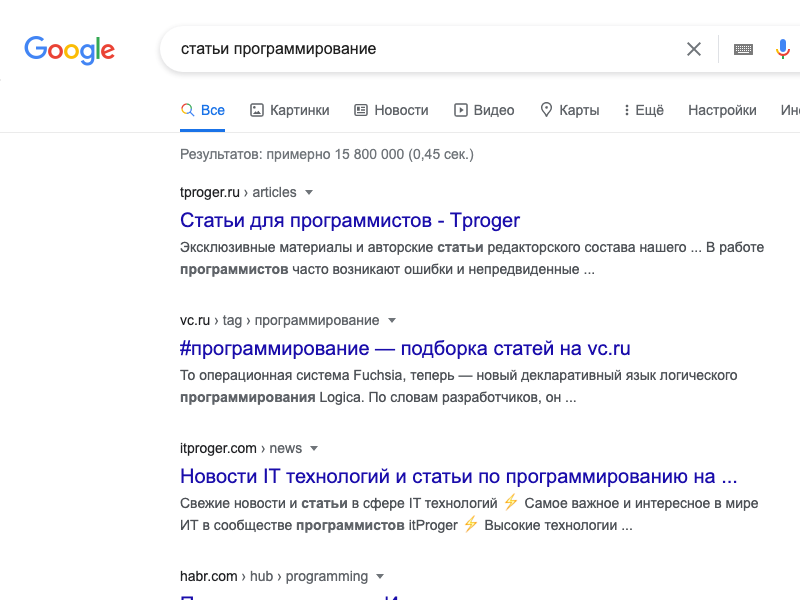 Google
статьи программирование
Все
Картинки
Новости
Видео
Карты
Ещё
Настройки
Результатов: примерно 15 800 000 (0,45 сек.)
tproger.ru › articles
Статьи для программистов - Tproger
Эксклюзивные материалы и авторские статьи редакторского состава нашего ... В работе
программистов часто возникают ошибки и непредвиденные ...
vc.ru › tag › программирование
#программирование — подборка статей на vc.ru
То операционная система Fuchsia, теперь — новый декларативный язык логического
программирования Logica. По словам разработчиков, он ...
itproger.com › news
Новости IT технологий и статьи по программированию на ...
Свежие новости и статьи в сфере IT технологий ⚡ Самое важное и интересное в мире
ИТ в сообществе программистов itProger ⚡ Высокие технологии ...
habr.com › hub › programming